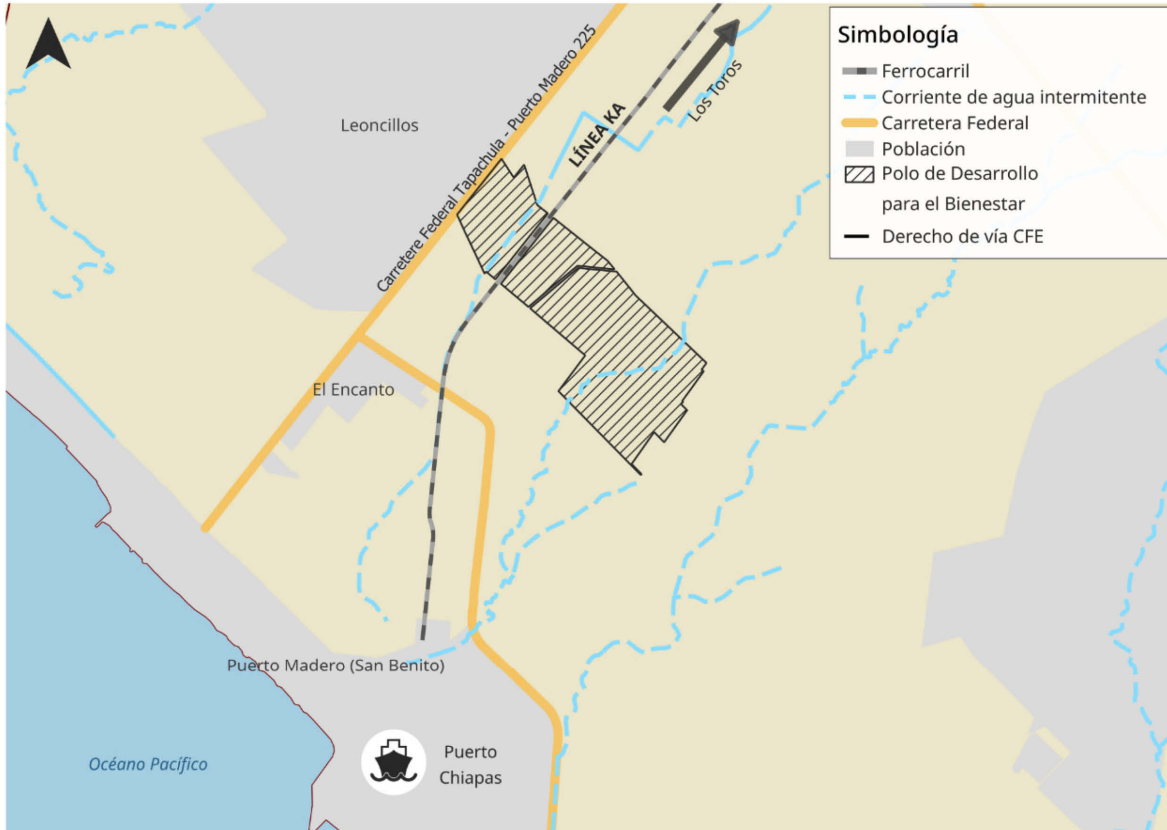 Simbología
Ferrocarril
Corriente de agua intermitente
Carretera Federal
Población
Polo de Desarrollo
para el Bienestar
Derecho de vía CFE
Leoncillos
Carretere Federal Tapachula - Puerto Madero 225
LÍNEA KA
Los Toros
El Encanto
Puerto Madero (San Benito)
Océano Pacífico
Puerto
Chiapas